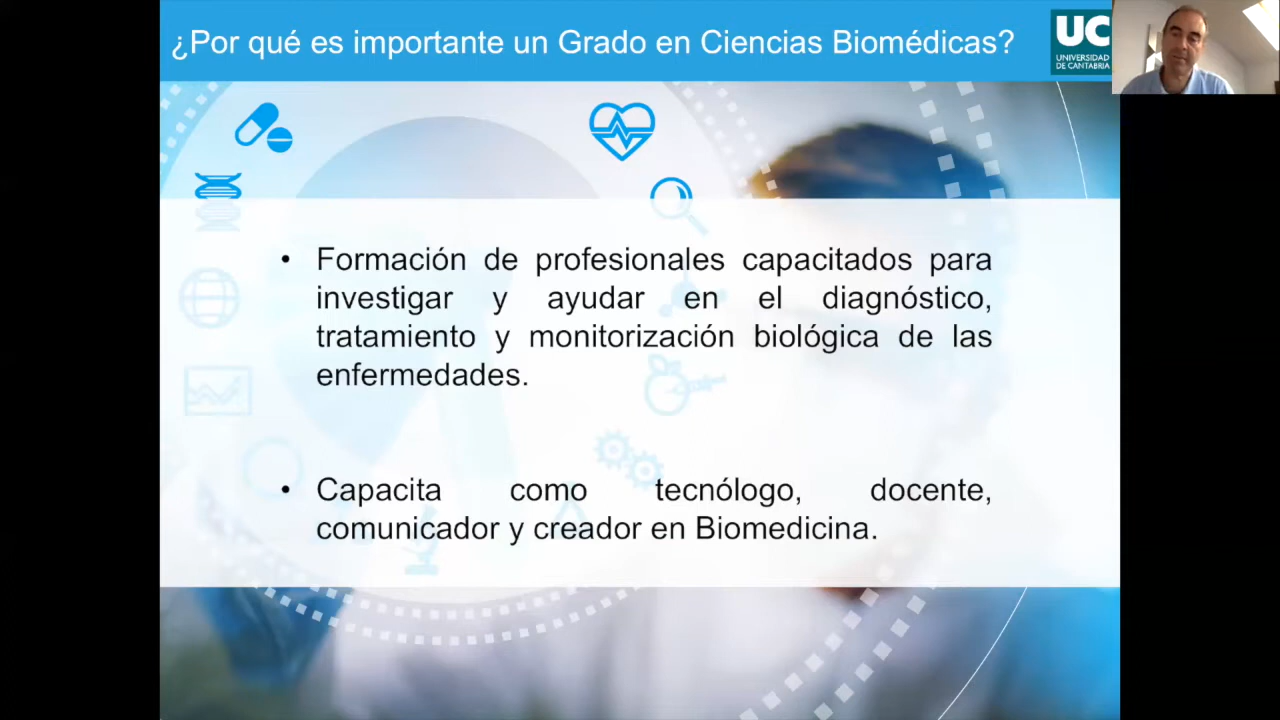 ¿Por qué es importante un Grado en Ciencias Biomédicas?
UC
UNIVERSIDAD
DE CANTABRIA
• Formación de profesionales capacitados para
investigar y ayudar en el diagnóstico,
tratamiento y monitorización biológica de las
enfermedades.
• Capacita como tecnólogo, docente,
comunicador y creador en Biomedicina.